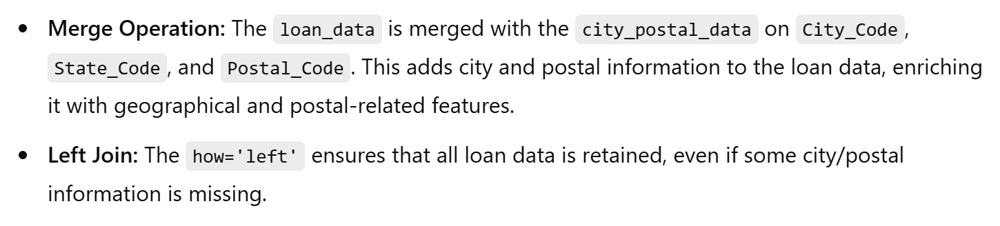 • Merge Operation: The loan_data is merged with the city_postal_data on City_Code,
State_Code, and Postal_Code. This adds city and postal information to the loan data, enriching
it with geographical and postal-related features.
• Left Join: The how='left' ensures that all loan data is retained, even if some city/postal
information is missing.